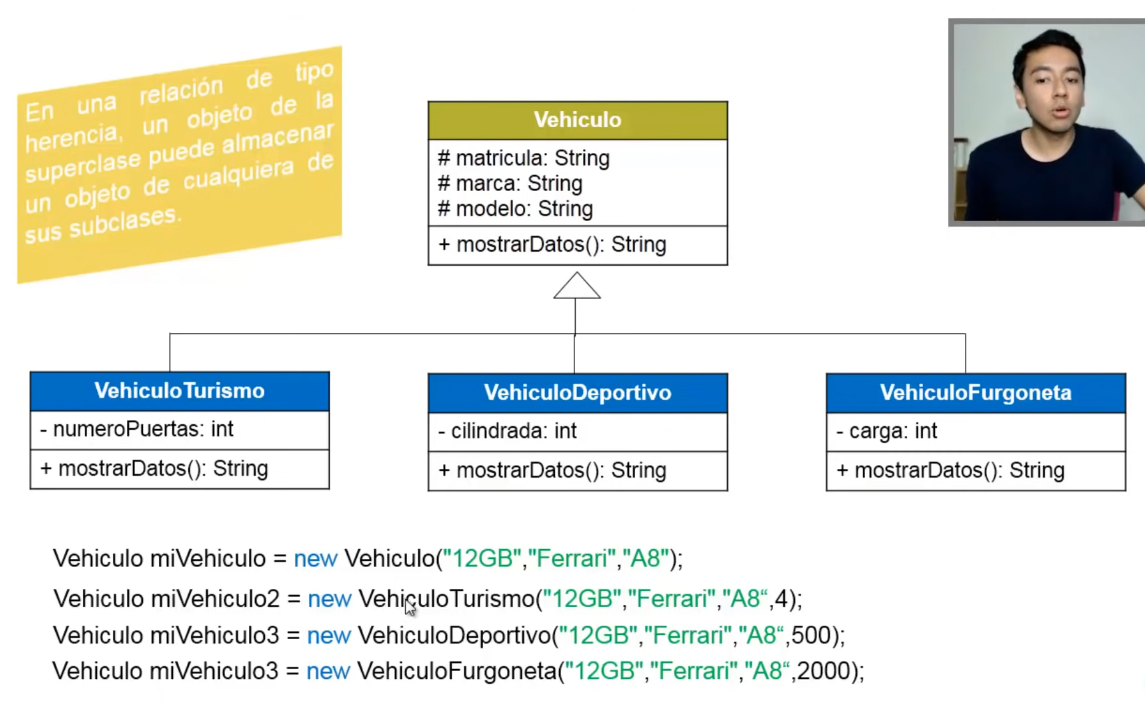 En una relación de tipo
herencia, un objeto de la
superclase puede almacenar
un objeto de cualquiera de
sus subclases.
Vehiculo
# matricula: String
# marca: String
# modelo: String
+ mostrarDatos(): String
VehiculoTurismo
- numeroPuertas: int
+ mostrarDatos(): String
VehiculoDeportivo
- cilindrada: int
+ mostrarDatos(): String
VehiculoFurgoneta
- carga: int
+ mostrarDatos(): String
Vehiculo miVehiculo = new Vehiculo("12GB","Ferrari","A8");
Vehiculo miVehiculo2 = new VehiculoTurismo("12GB","Ferrari","A8“,4);
Vehiculo miVehiculo3 = new VehiculoDeportivo("12GB","Ferrari","A8“,500);
Vehiculo miVehiculo3 = new VehiculoFurgoneta("12GB","Ferrari","A8“,2000);